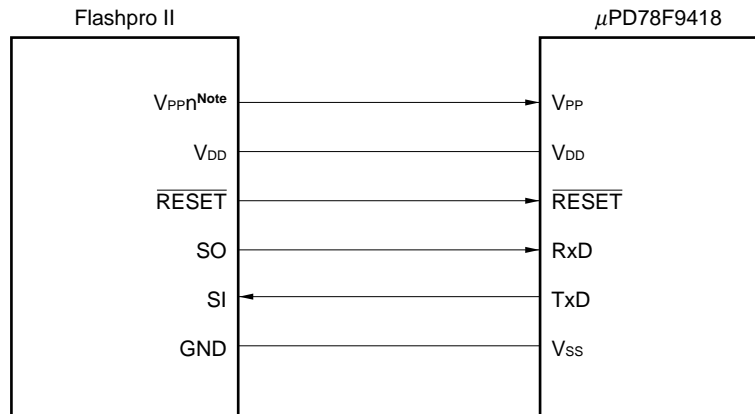 Flashpro II
μPD78F9418
VPPnNote
VPP
VDD
VDD
RESET
RESET
SO
RxD
SI
TxD
GND
VSS